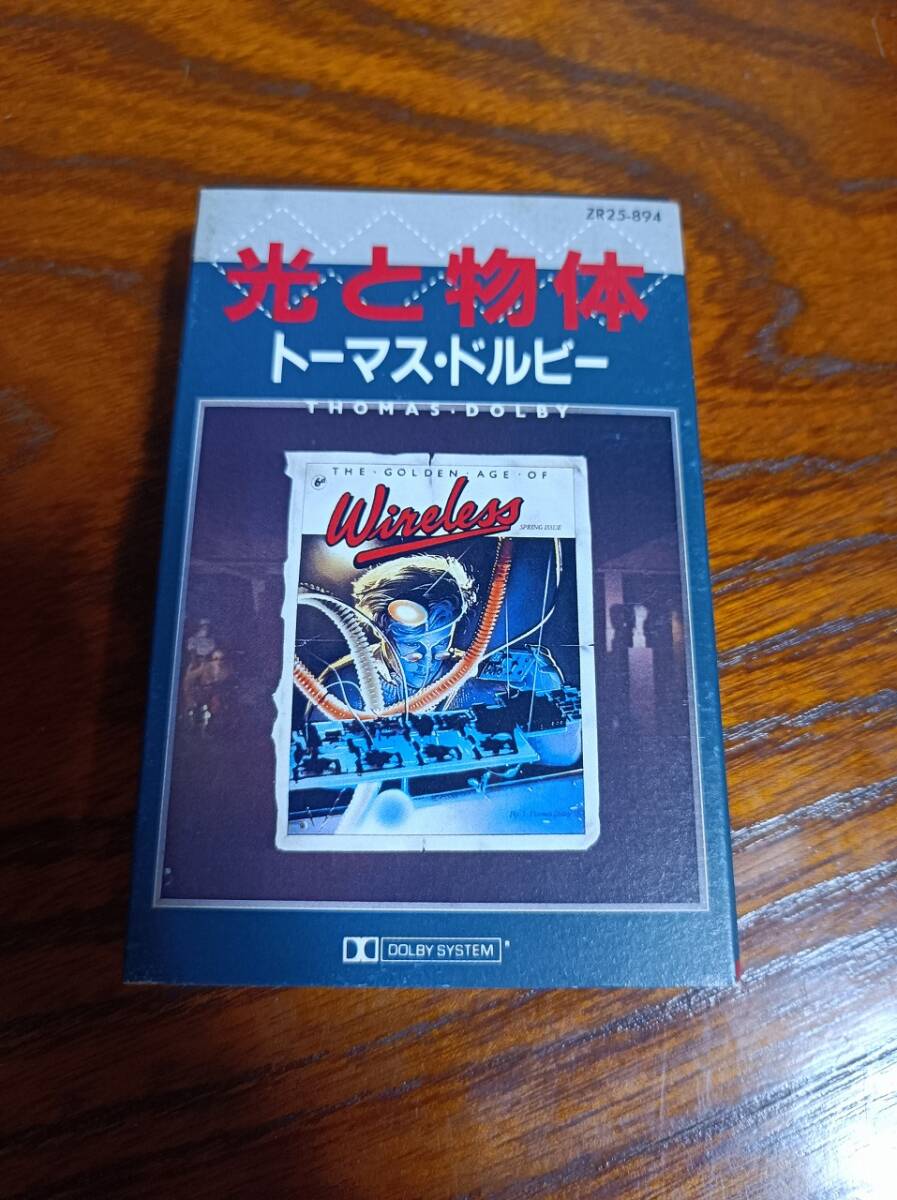 ZR25-894
光と物体
トーマス・ドルビー
THOMAS・DOLBY
THE・GOLDEN・AGE・OF
6d
Wireless
SPRING ISSUE
DOLBY SYSTEM